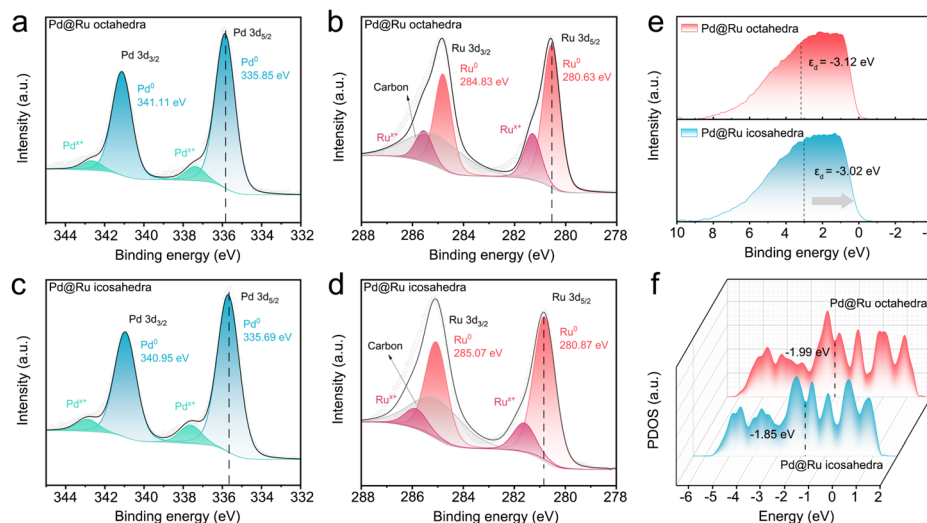 a
Pd@Ru octahedra
Pd 3d3/2
Pd0
341.11 eV
Pdx+
Pd 3d5/2
Pd0
335.85 eV
Pdx+
Intensity (a.u.)
344 342 340 338 336 334 332
Binding energy (eV)
b
Pd@Ru octahedra
Ru 3d3/2
Ru0
284.83 eV
Carbon
Rux+
Ru 3d5/2
Ru0
280.63 eV
Rux+
Intensity (a.u.)
288 286 284 282 280 278
Binding energy (eV)
e
Pd@Ru octahedra
εd = -3.12 eV
Pd@Ru icosahedra
εd = -3.02 eV
Intensity (a.u.)
10 8 6 4 2 0 -2
Binding energy (eV)
c
Pd@Ru icosahedra
Pd 3d3/2
Pd0
340.95 eV
Pdx+
Pd 3d5/2
Pd0
335.69 eV
Pdx+
Intensity (a.u.)
344 342 340 338 336 334 332
Binding energy (eV)
d
Pd@Ru icosahedra
Ru 3d3/2
Ru0
285.07 eV
Carbon
Rux+
Ru 3d5/2
Ru0
280.87 eV
Rux+
Intensity (a.u.)
288 286 284 282 280 278
Binding energy (eV)
f
Pd@Ru octahedra
-1.99 eV
-1.85 eV
Pd@Ru icosahedra
PDOS (a.u.)
-6 -5 -4 -3 -2 -1 0 1 2
Energy (eV)